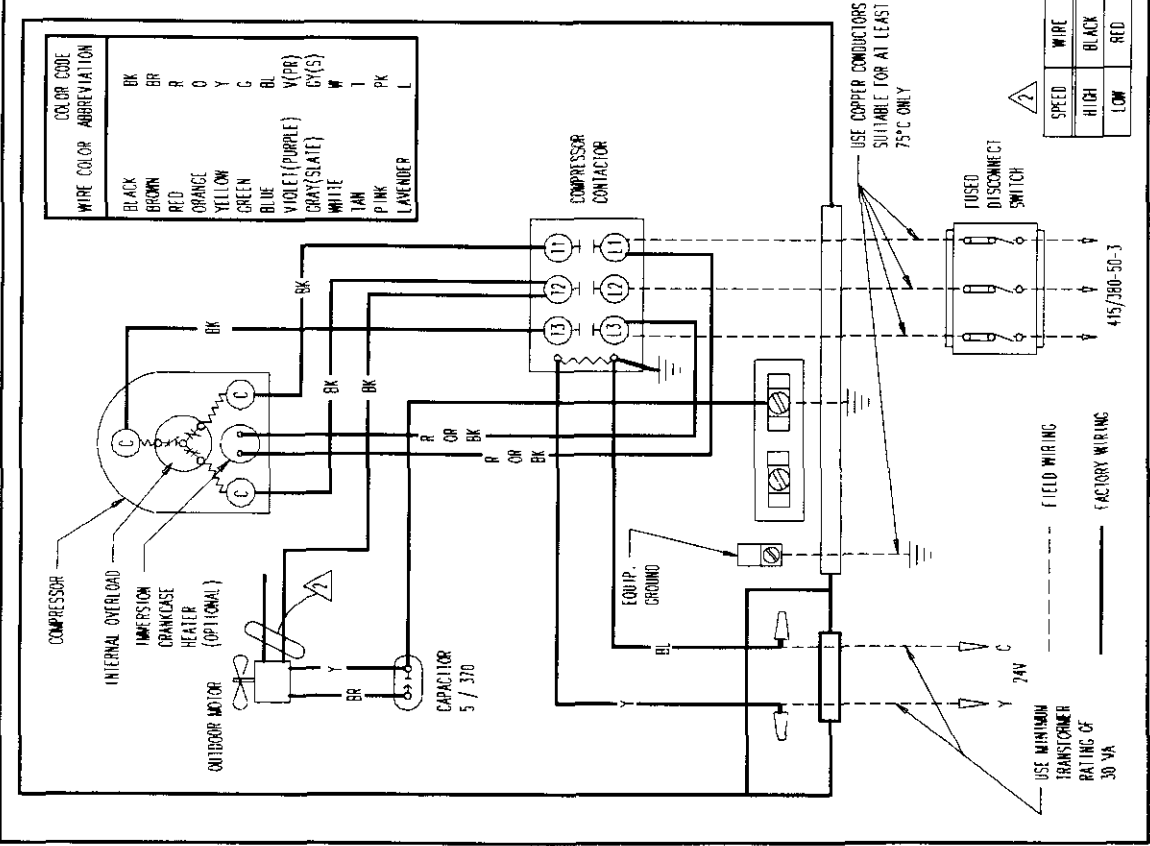 COLOR CODE
WIRE COLOR ABBREVIATION
BLACK BK
BROWN BR
RED R
ORANGE O
YELLOW Y
GREEN G
BLUE BL
VIOLET(PURPLE) V(PR)
GRAY(SLATE) GY(S)
WHITE W
TAN T
PINK PK
LAVENDER L
COMPRESSOR
INTERNAL OVERLOAD
IMMERSION
CRANKCASE
HEATER
(OPTIONAL)
C
C
C
OUTDOOR MOTOR
2
BR
Y
CAPACITOR
5 / 370
BK
BK
BK
BK
R OR BK
R OR BK
COMPRESSOR
CONTACTOR
T3
T2
T1
L3
L2
L1
EQUIP.
GROUND
Y
BL
USE COPPER CONDUCTORS
SUITABLE FOR AT LEAST
75°C ONLY
FUSED
DISCONNECT
SWITCH
415/380-50-3
Y
24V
C
USE MINIMUM
TRANSFORMER
RATING OF
30 VA
FIELD WIRING
FACTORY WIRING
2
SPEED WIRE
HIGH BLACK
LOW RED